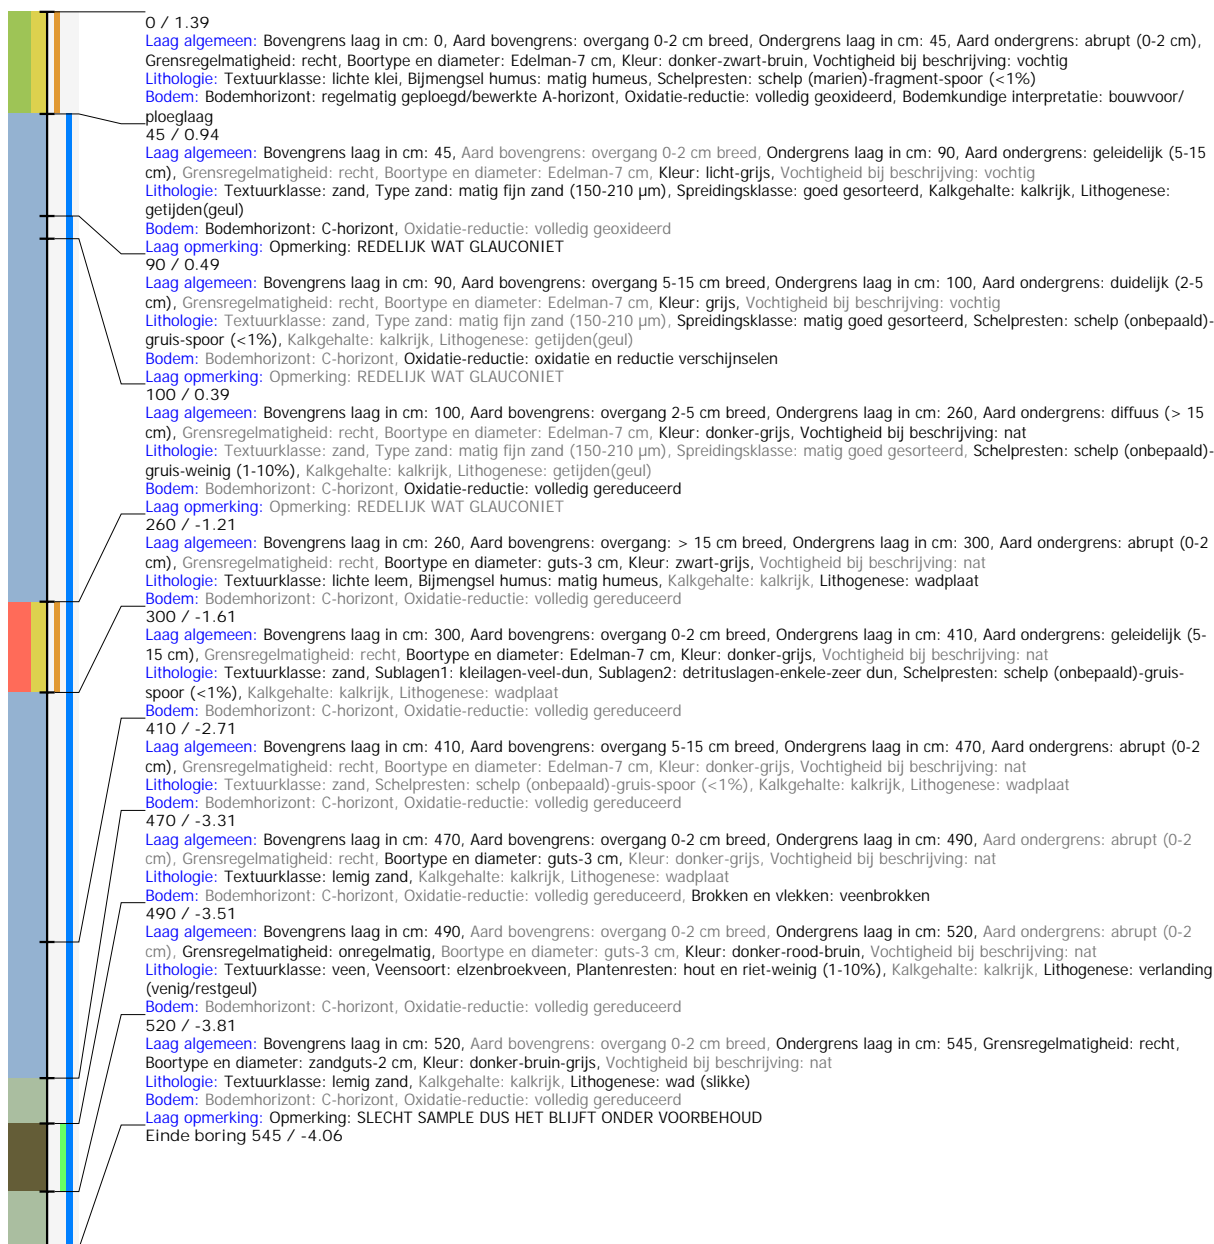 0 / 1.39
Laag algemeen: Bovengrens laag in cm: 0, Aard bovengrens: overgang 0-2 cm breed, Ondergrens laag in cm: 45, Aard ondergrens: abrupt (0-2 cm),
Grensregelmatigheid: recht, Boortype en diameter: Edelman-7 cm, Kleur: donker-zwart-bruin, Vochtigheid bij beschrijving: vochtig
Lithologie: Textuurklasse: lichte klei, Bijmengsel humus: matig humeus, Schelpresten: schelp (marien)-fragment-spoor (<1%)
Bodem: Bodemhorizont: regelmatig geploegd/bewerkte A-horizont, Oxidatie-reductie: volledig geoxideerd, Bodemkundige interpretatie: bouwvoor/
ploeglaag
45 / 0.94
Laag algemeen: Bovengrens laag in cm: 45, Aard bovengrens: overgang 0-2 cm breed, Ondergrens laag in cm: 90, Aard ondergrens: geleidelijk (5-15
cm), Grensregelmatigheid: recht, Boortype en diameter: Edelman-7 cm, Kleur: licht-grijs, Vochtigheid bij beschrijving: vochtig
Lithologie: Textuurklasse: zand, Type zand: matig fijn zand (150-210 µm), Spreidingsklasse: goed gesorteerd, Kalkgehalte: kalkrijk, Lithogenese:
getijden(geul)
Bodem: Bodemhorizont: C-horizont, Oxidatie-reductie: volledig geoxideerd
Laag opmerking: Opmerking: REDELIJK WAT GLAUCONIET
90 / 0.49
Laag algemeen: Bovengrens laag in cm: 90, Aard bovengrens: overgang 5-15 cm breed, Ondergrens laag in cm: 100, Aard ondergrens: duidelijk (2-5
cm), Grensregelmatigheid: recht, Boortype en diameter: Edelman-7 cm, Kleur: grijs, Vochtigheid bij beschrijving: vochtig
Lithologie: Textuurklasse: zand, Type zand: matig fijn zand (150-210 µm), Spreidingsklasse: matig goed gesorteerd, Schelpresten: schelp (onbepaald)-
gruis-spoor (<1%), Kalkgehalte: kalkrijk, Lithogenese: getijden(geul)
Bodem: Bodemhorizont: C-horizont, Oxidatie-reductie: oxidatie en reductie verschijnselen
Laag opmerking: Opmerking: REDELIJK WAT GLAUCONIET
100 / 0.39
Laag algemeen: Bovengrens laag in cm: 100, Aard bovengrens: overgang 2-5 cm breed, Ondergrens laag in cm: 260, Aard ondergrens: diffuus (> 15
cm), Grensregelmatigheid: recht, Boortype en diameter: Edelman-7 cm, Kleur: donker-grijs, Vochtigheid bij beschrijving: nat
Lithologie: Textuurklasse: zand, Type zand: matig fijn zand (150-210 µm), Spreidingsklasse: matig goed gesorteerd, Schelpresten: schelp (onbepaald)-
gruis-weinig (1-10%), Kalkgehalte: kalkrijk, Lithogenese: getijden(geul)
Bodem: Bodemhorizont: C-horizont, Oxidatie-reductie: volledig gereduceerd
Laag opmerking: Opmerking: REDELIJK WAT GLAUCONIET
260 / -1.21
Laag algemeen: Bovengrens laag in cm: 260, Aard bovengrens: overgang: > 15 cm breed, Ondergrens laag in cm: 300, Aard ondergrens: abrupt (0-2
cm), Grensregelmatigheid: recht, Boortype en diameter: guts-3 cm, Kleur: zwart-grijs, Vochtigheid bij beschrijving: nat
Lithologie: Textuurklasse: lichte leem, Bijmengsel humus: matig humeus, Kalkgehalte: kalkrijk, Lithogenese: wadplaat
Bodem: Bodemhorizont: C-horizont, Oxidatie-reductie: volledig gereduceerd
300 / -1.61
Laag algemeen: Bovengrens laag in cm: 300, Aard bovengrens: overgang 0-2 cm breed, Ondergrens laag in cm: 410, Aard ondergrens: geleidelijk (5-
15 cm), Grensregelmatigheid: recht, Boortype en diameter: Edelman-7 cm, Kleur: donker-grijs, Vochtigheid bij beschrijving: nat
Lithologie: Textuurklasse: zand, Sublagen1: kleilagen-veel-dun, Sublagen2: detrituslagen-enkele-zeer dun, Schelpresten: schelp (onbepaald)-gruis-
spoor (<1%), Kalkgehalte: kalkrijk, Lithogenese: wadplaat
Bodem: Bodemhorizont: C-horizont, Oxidatie-reductie: volledig gereduceerd
410 / -2.71
Laag algemeen: Bovengrens laag in cm: 410, Aard bovengrens: overgang 5-15 cm breed, Ondergrens laag in cm: 470, Aard ondergrens: abrupt (0-2
cm), Grensregelmatigheid: recht, Boortype en diameter: Edelman-7 cm, Kleur: donker-grijs, Vochtigheid bij beschrijving: nat
Lithologie: Textuurklasse: zand, Schelpresten: schelp (onbepaald)-gruis-spoor (<1%), Kalkgehalte: kalkrijk, Lithogenese: wadplaat
Bodem: Bodemhorizont: C-horizont, Oxidatie-reductie: volledig gereduceerd
470 / -3.31
Laag algemeen: Bovengrens laag in cm: 470, Aard bovengrens: overgang 0-2 cm breed, Ondergrens laag in cm: 490, Aard ondergrens: abrupt (0-2
cm), Grensregelmatigheid: recht, Boortype en diameter: guts-3 cm, Kleur: donker-grijs, Vochtigheid bij beschrijving: nat
Lithologie: Textuurklasse: lemig zand, Kalkgehalte: kalkrijk, Lithogenese: wadplaat
Bodem: Bodemhorizont: C-horizont, Oxidatie-reductie: volledig gereduceerd, Brokken en vlekken: veenbrokken
490 / -3.51
Laag algemeen: Bovengrens laag in cm: 490, Aard bovengrens: overgang 0-2 cm breed, Ondergrens laag in cm: 520, Aard ondergrens: abrupt (0-2
cm), Grensregelmatigheid: onregelmatig, Boortype en diameter: guts-3 cm, Kleur: donker-rood-bruin, Vochtigheid bij beschrijving: nat
Lithologie: Textuurklasse: veen, Veensoort: elzenbroekveen, Plantenresten: hout en riet-weinig (1-10%), Kalkgehalte: kalkrijk, Lithogenese: verlanding
(venig/restgeul)
Bodem: Bodemhorizont: C-horizont, Oxidatie-reductie: volledig gereduceerd
520 / -3.81
Laag algemeen: Bovengrens laag in cm: 520, Aard bovengrens: overgang 0-2 cm breed, Ondergrens laag in cm: 545, Grensregelmatigheid: recht,
Boortype en diameter: zandguts-2 cm, Kleur: donker-bruin-grijs, Vochtigheid bij beschrijving: nat
Lithologie: Textuurklasse: lemig zand, Kalkgehalte: kalkrijk, Lithogenese: wad (slikke)
Bodem: Bodemhorizont: C-horizont, Oxidatie-reductie: volledig gereduceerd
Laag opmerking: Opmerking: SLECHT SAMPLE DUS HET BLIJFT ONDER VOORBEHOUD
Einde boring 545 / -4.06